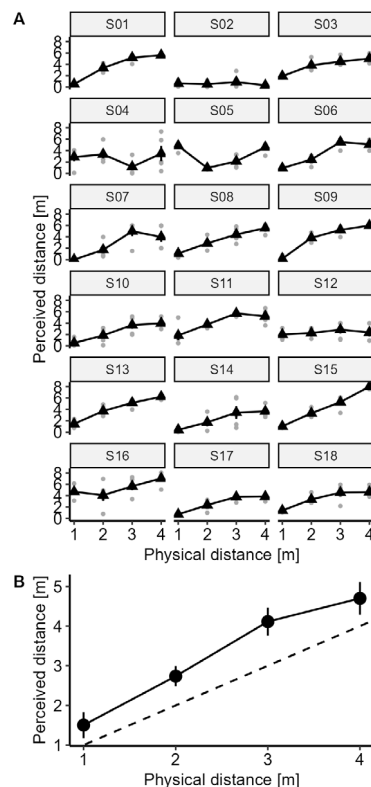 A
S01 S02 S03
8
6
4
2
0
S04 S05 S06
8
6
4
2
0
S07 S08 S09
8
6
4
2
0
S10 S11 S12
8
6
4
2
0
S13 S14 S15
8
6
4
2
0
S16 S17 S18
8
6
4
2
0
1 2 3 4 1 2 3 4 1 2 3 4
Perceived distance [m]
Physical distance [m]
B
5
4
3
2
1
1 2 3 4
Perceived distance [m]
Physical distance [m]